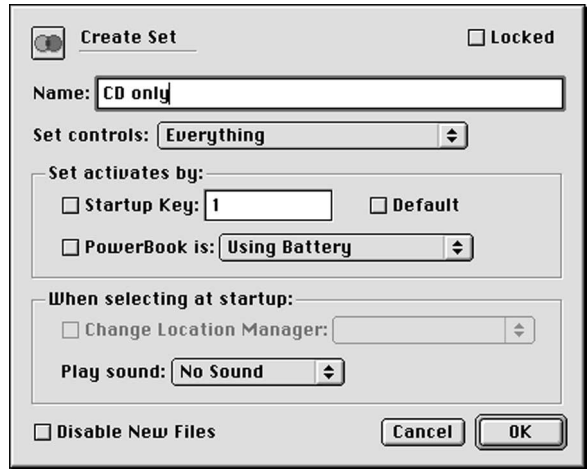 Create Set Locked
Name: CD only
Set controls: Everything
Set activates by:
Startup Key: 1 Default
PowerBook is: Using Battery
When selecting at startup:
Change Location Manager:
Play sound: No Sound
Disable New Files Cancel OK